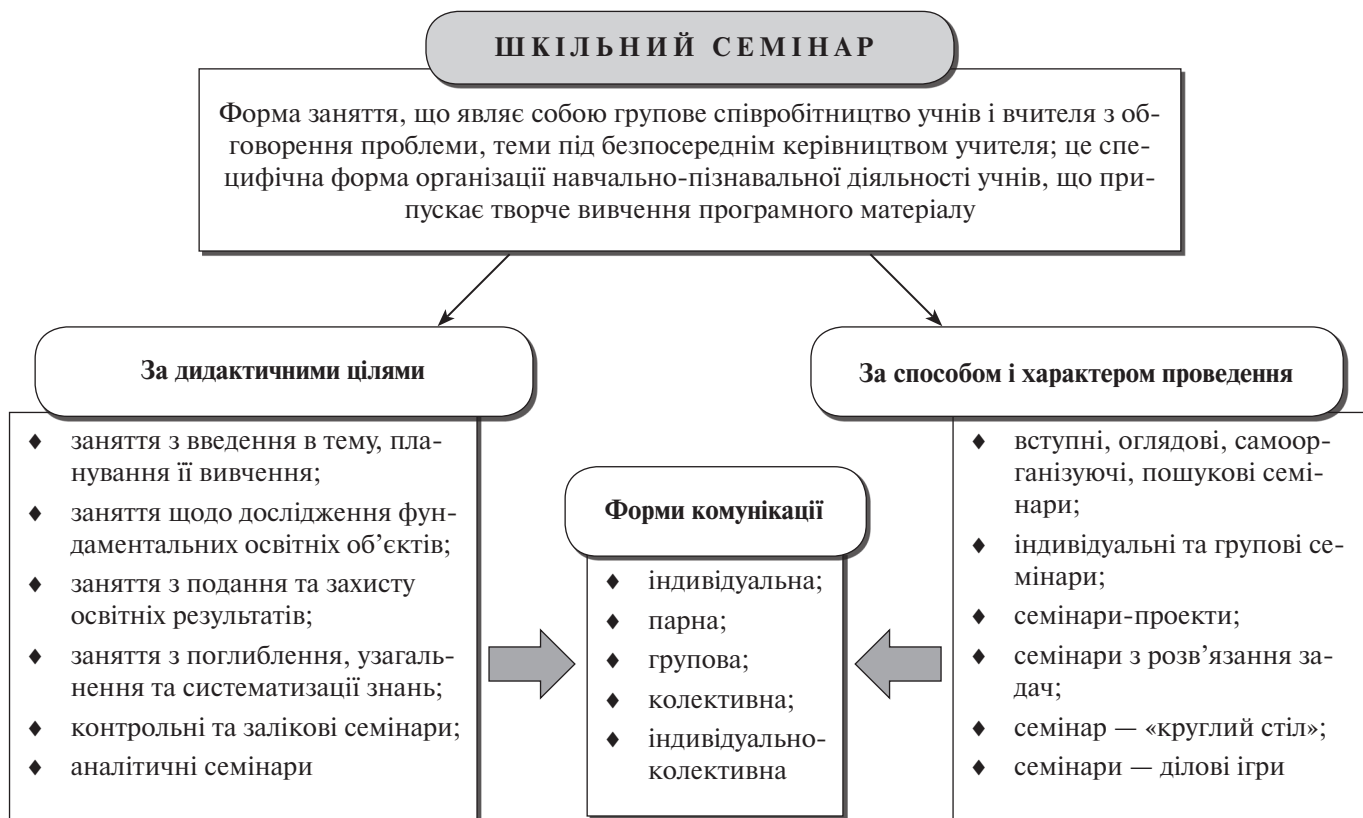 ШКІЛЬНИЙ СЕМІНАР
Форма заняття, що являє собою групове співробітництво учнів і вчителя з об-
говорення проблеми, теми під безпосереднім керівництвом учителя; це спе-
цифічна форма організації навчально-пізнавальної діяльності учнів, що при-
пускає творче вивчення програмного матеріалу
За дидактичними цілями
♦ заняття з введення в тему, пла-
нування її вивчення;
♦ заняття щодо дослідження фун-
даментальних освітніх об’єктів;
♦ заняття з подання та захисту
освітніх результатів;
♦ заняття з поглиблення, узагаль-
нення та систематизації знань;
♦ контрольні та залікові семінари;
♦ аналітичні семінари
Форми комунікації
♦ індивідуальна;
♦ парна;
♦ групова;
♦ колективна;
♦ індивідуально-
колективна
За способом і характером проведення
♦ вступні, оглядові, самоор-
ганізуючі, пошукові семі-
нари;
♦ індивідуальні та групові се-
мінари;
♦ семінари-проекти;
♦ семінари з розв’язання за-
дач;
♦ семінар — «круглий стіл»;
♦ семінари — ділові ігри